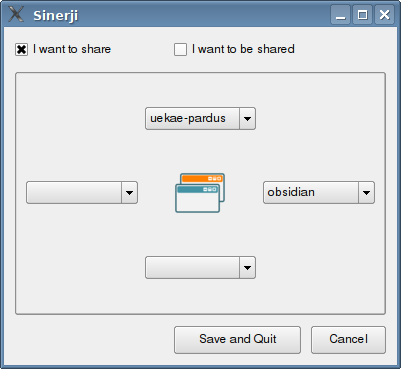 Sinerji
I want to share
I want to be shared
uekae-pardus
obsidian
Save and Quit
Cancel